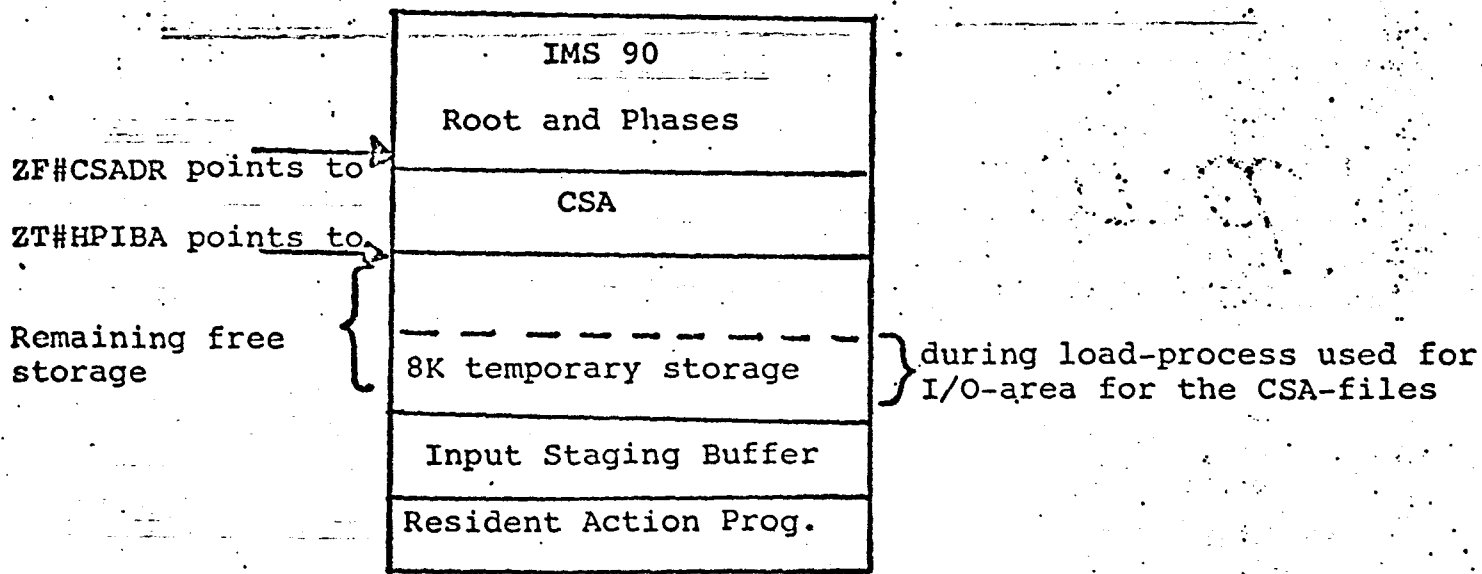 IMS 90
Root and Phases
ZF#CSADR points to
CSA
ZT#HPIBA points to
Remaining free
storage
8K temporary storage
during load-process used for
I/O-area for the CSA-files
Input Staging Buffer
Resident Action Prog.